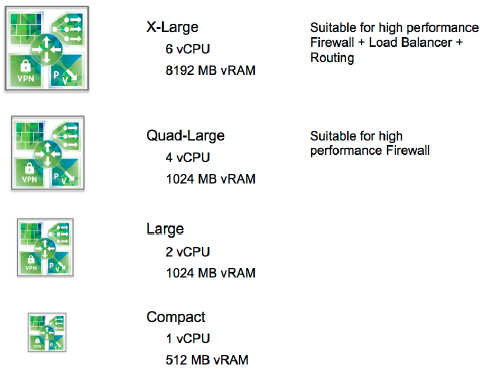 X-Large
6 vCPU
8192 MB vRAM
Suitable for high performance
Firewall + Load Balancer +
Routing
VPN
P
V
Quad-Large
4 vCPU
1024 MB vRAM
Suitable for high
performance Firewall
VPN
P
V
Large
2 vCPU
1024 MB vRAM
VPN
P
V
Compact
1 vCPU
512 MB vRAM